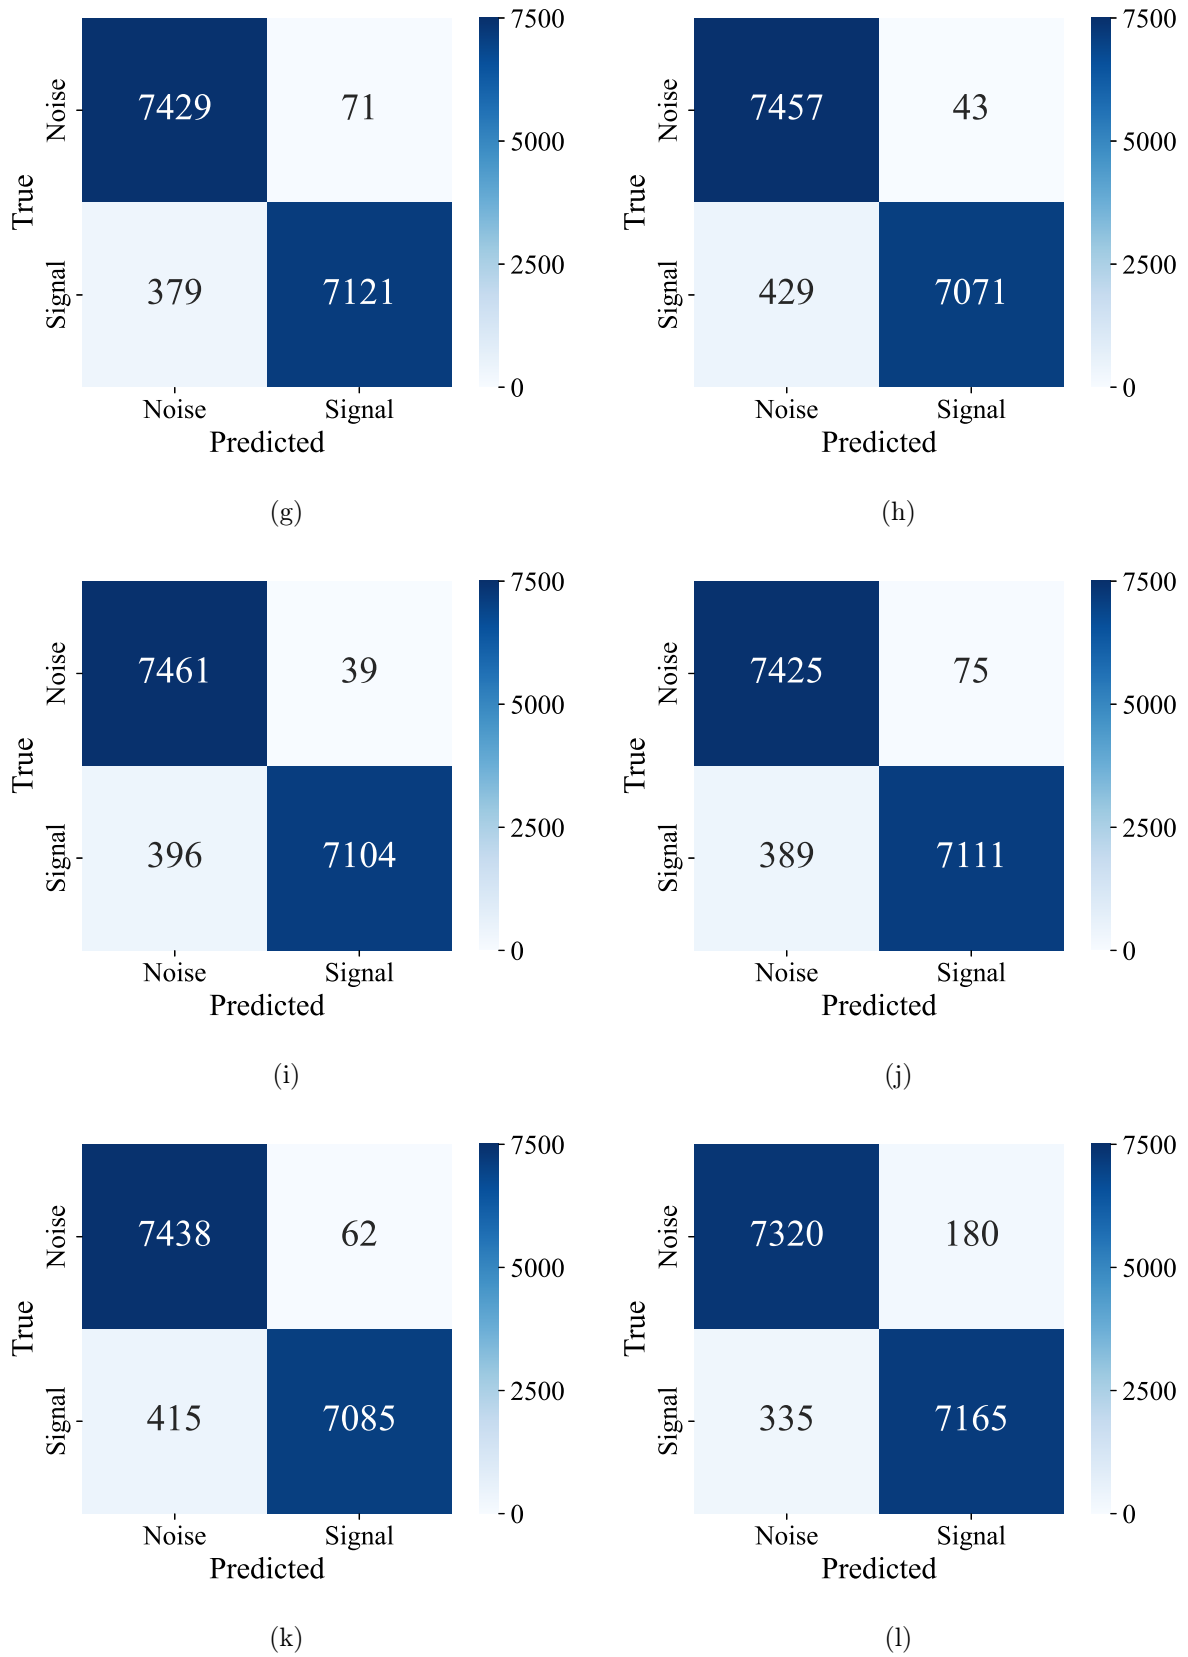 Noise
7429
71
True
Signal
379
7121
Noise
Signal
Predicted
7500
5000
2500
0
(g)
Noise
7457
43
True
Signal
429
7071
Noise
Signal
Predicted
7500
5000
2500
0
(h)
Noise
7461
39
True
Signal
396
7104
Noise
Signal
Predicted
7500
5000
2500
0
(i)
Noise
7425
75
True
Signal
389
7111
Noise
Signal
Predicted
7500
5000
2500
0
(j)
Noise
7438
62
True
Signal
415
7085
Noise
Signal
Predicted
7500
5000
2500
0
(k)
Noise
7320
180
True
Signal
335
7165
Noise
Signal
Predicted
7500
5000
2500
0
(l)